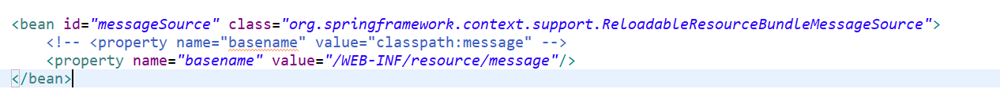 <bean id="messageSource" class="org.springframework.context.support.ReloadableResourceBundleMessageSource">
<!-- <property name="basename" value="classpath:message" -->
<property name="basename" value="/WEB-INF/resource/message"/>
</bean>